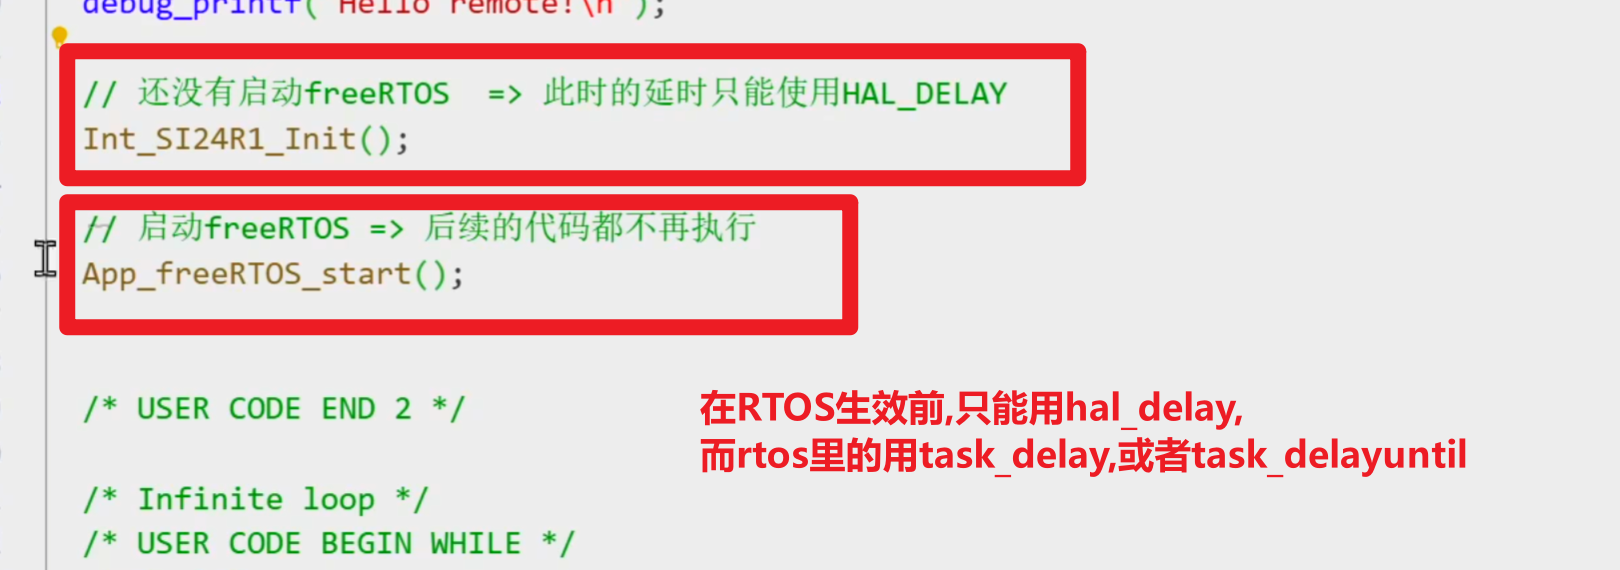 debug_printf("Hello remote!\n");
// 还没有启动freeRTOS => 此时的延时只能使用HAL_DELAY
Int_SI24R1_Init();
// 启动freeRTOS => 后续的代码都不再执行
App_freeRTOS_start();
/* USER CODE END 2 */
在RTOS生效前,只能用hal_delay,
而rtos里的用task_delay,或者task_delayuntil
/* Infinite loop */
/* USER CODE BEGIN WHILE */